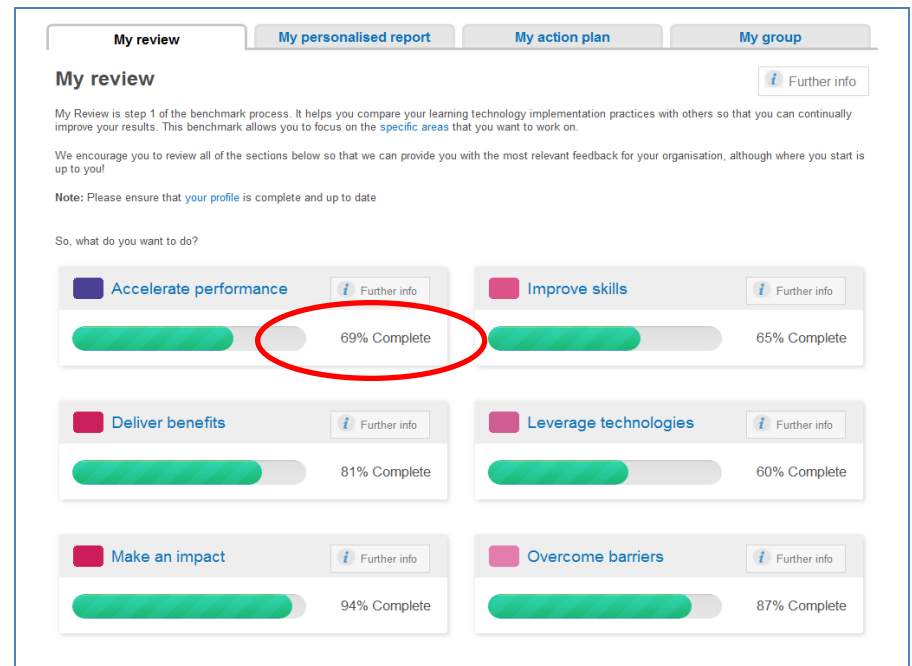 My review
My personalised report
My action plan
My group
My review
i Further info
My Review is step 1 of the benchmark process. It helps you compare your learning technology implementation practices with others so that you can continually
improve your results. This benchmark allows you to focus on the specific areas that you want to work on.
We encourage you to review all of the sections below so that we can provide you with the most relevant feedback for your organisation, although where you start is
up to you!
Note: Please ensure that your profile is complete and up to date
So, what do you want to do?
Accelerate performance
i Further info
69% Complete
Improve skills
i Further info
65% Complete
Deliver benefits
i Further info
81% Complete
Leverage technologies
i Further info
60% Complete
Make an impact
i Further info
94% Complete
Overcome barriers
i Further info
87% Complete